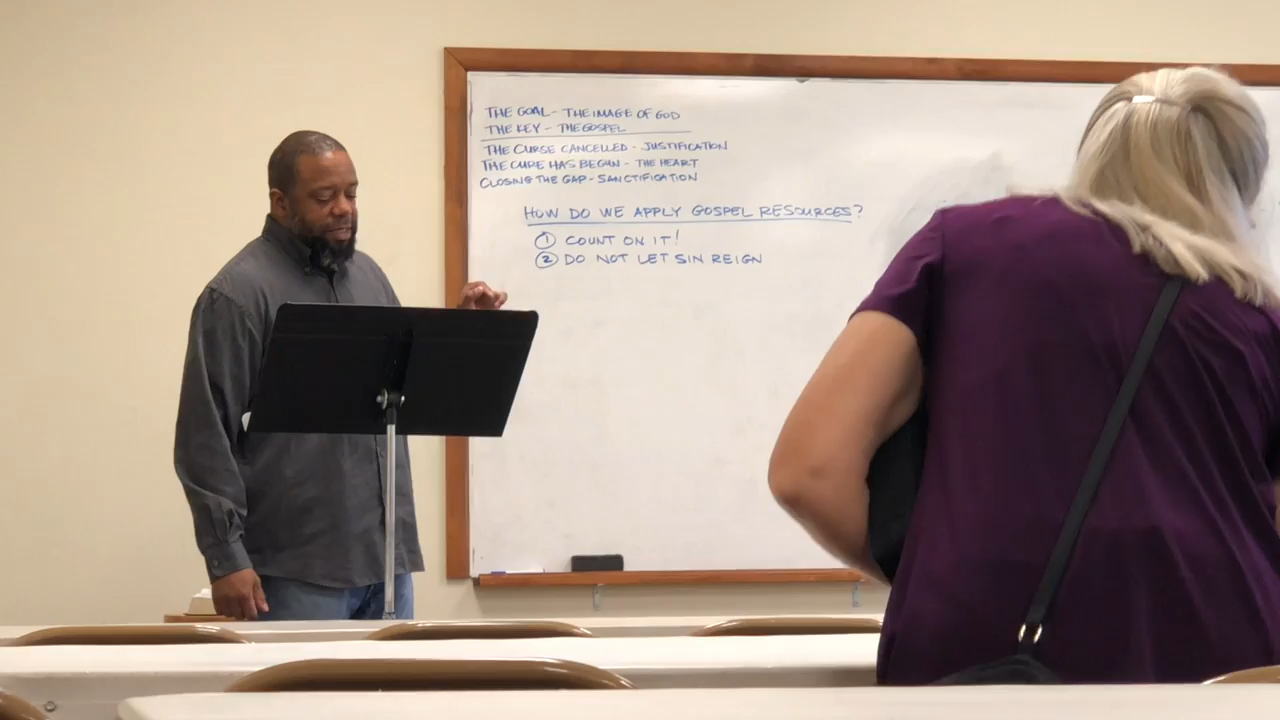 THE GOAL - THE IMAGE OF GOD
THE KEY - THE GOSPEL
THE CURSE CANCELLED - JUSTIFICATION
THE CURE HAS BEGUN - THE HEART
CLOSING THE GAP - SANCTIFICATION
HOW DO WE APPLY GOSPEL RESOURCES?
① COUNT ON IT!
② DO NOT LET SIN REIGN